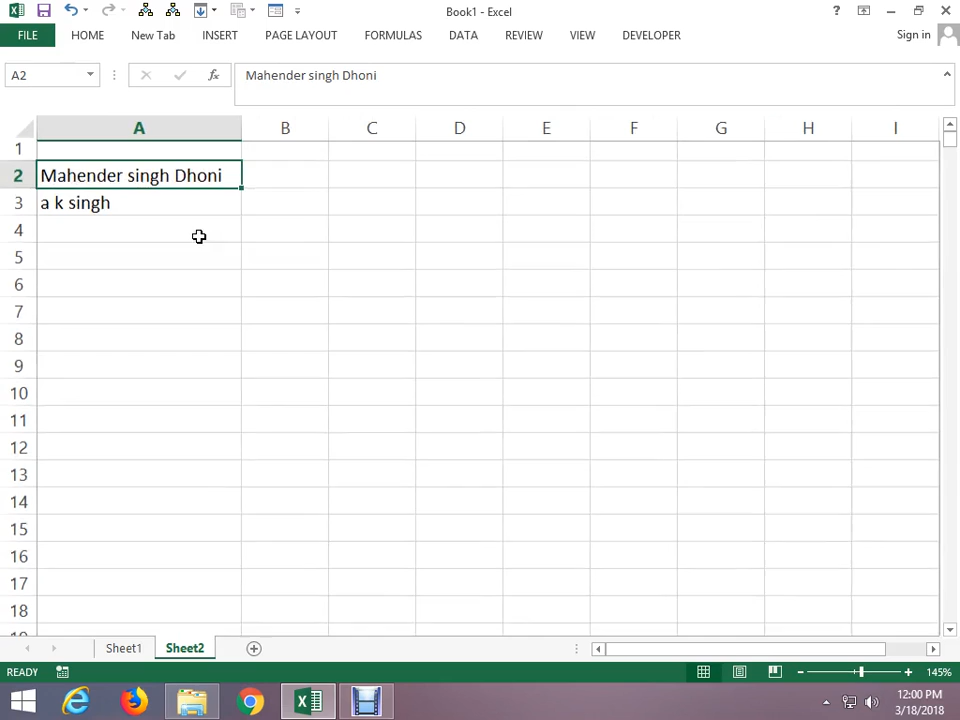 Book1 - Excel
?
FILE HOME New Tab INSERT PAGE LAYOUT FORMULAS DATA REVIEW VIEW DEVELOPER Sign in
A2 fx Mahender singh Dhoni
A B C D E F G H I
1
2 Mahender singh Dhoni
3 a k singh
4
5
6
7
8
9
10
11
12
13
14
15
16
17
18
Sheet1 Sheet2
READY 145%
12:00 PM
3/18/2018